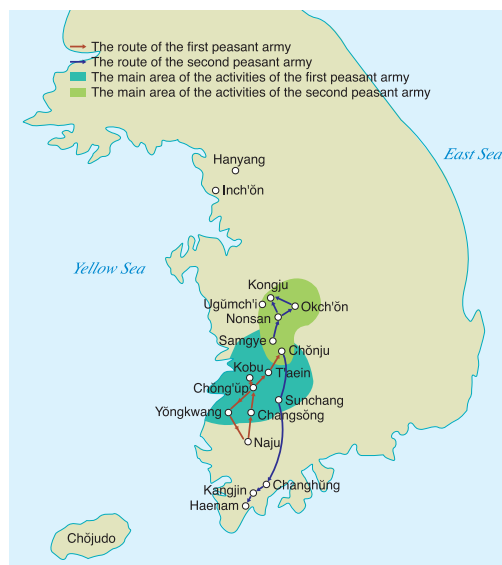 The route of the first peasant army
The route of the second peasant army
The main area of the activities of the first peasant army
The main area of the activities of the second peasant army
Hanyang
East Sea
Inch'ŏn
Yellow Sea
Kongju
Ugŭmch'i
Okch'ŏn
Nonsan
Samgye
Chŏnju
Kobu
Taein
Chŏng'ŭp
Sunchang
Yŏngkwang
Changsŏng
Naju
Changhŭng
Kangjin
Haenam
Chŏjudo